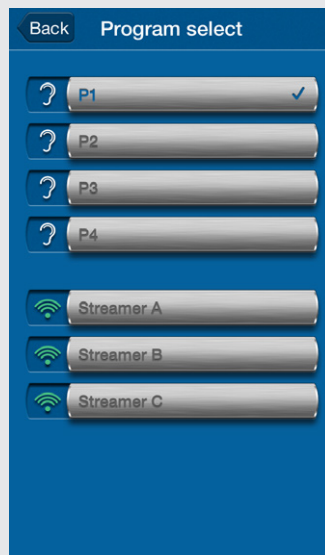 Back
Program select
P1
P2
P3
P4
Streamer A
Streamer B
Streamer C